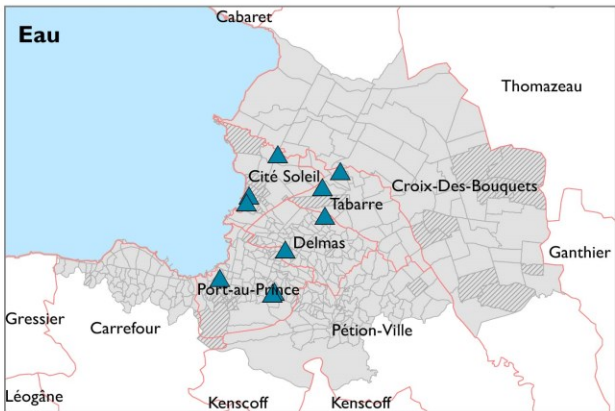 Eau
Cabaret
Thomazeau
Cité Soleil
Croix-Des-Bouquets
Tabarre
Delmas
Ganthier
Port-au-Prince
Gressier
Carrefour
Pétion-Ville
Léogâne
Kenscoff
Kenscoff